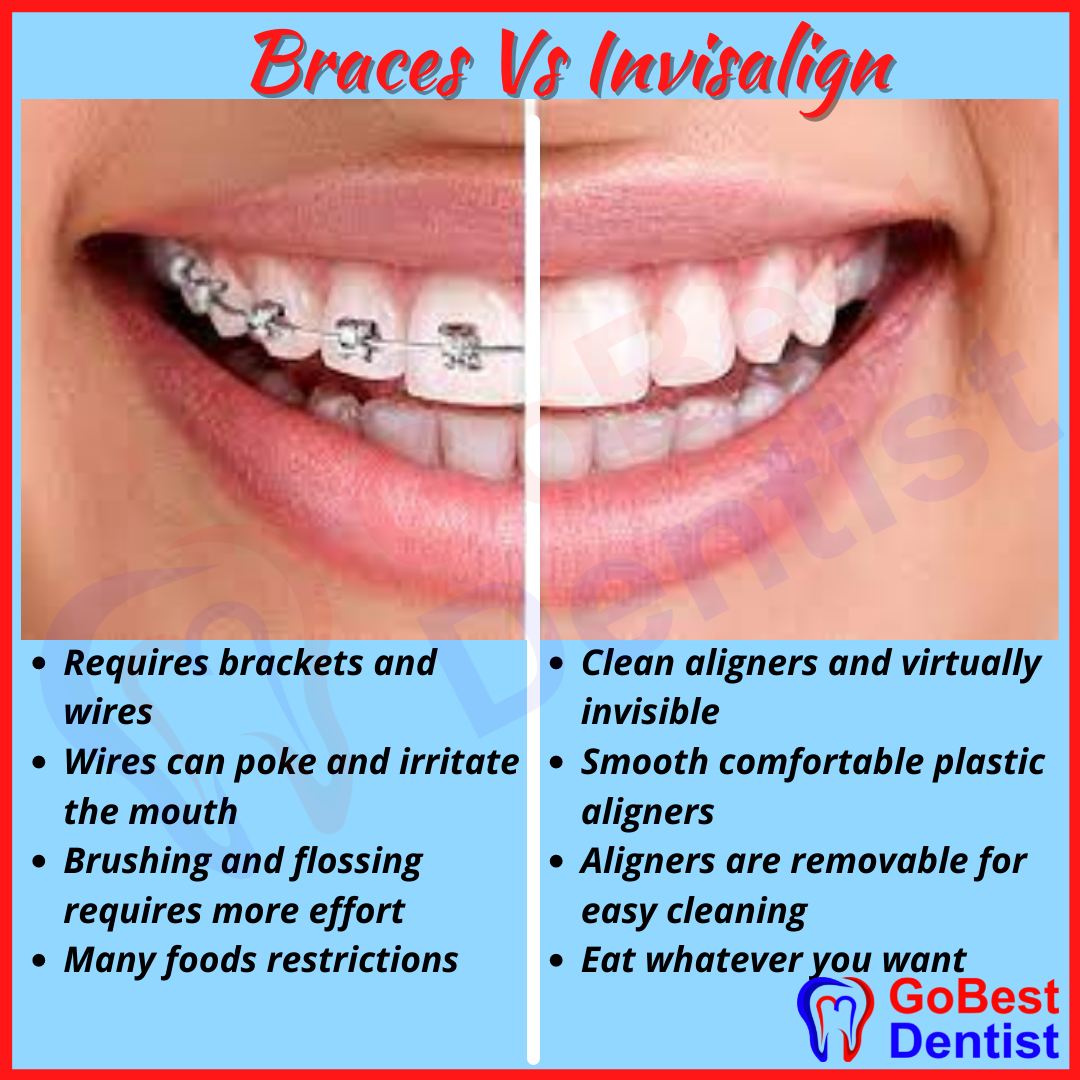 Braces Vs Invisalign
GoBest
Dentist
• Requires brackets and
wires
• Wires can poke and irritate
the mouth
• Brushing and flossing
requires more effort
• Many foods restrictions
• Clean aligners and virtually
invisible
• Smooth comfortable plastic
aligners
• Aligners are removable for
easy cleaning
• Eat whatever you want
GoBest
Dentist